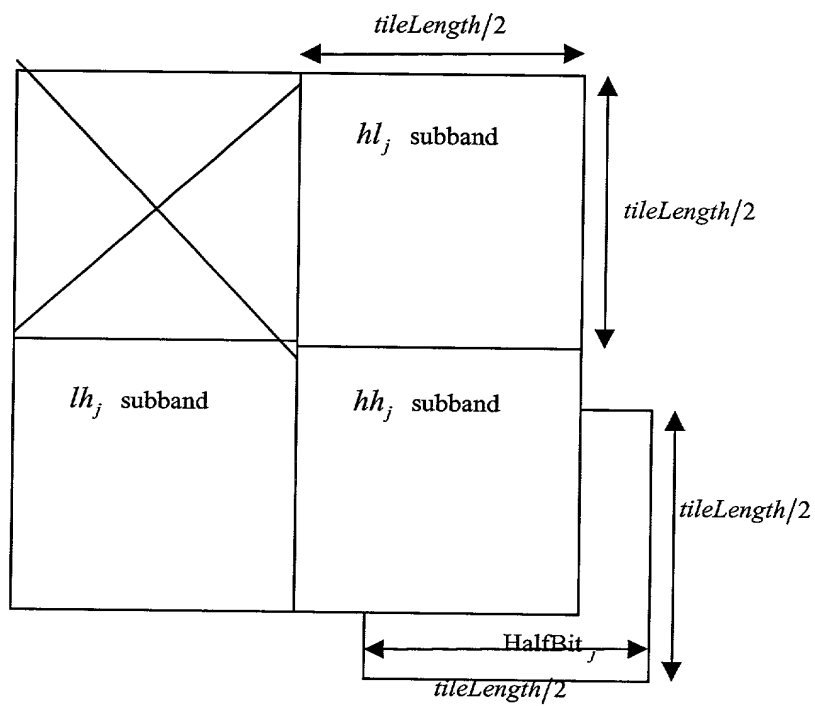 tileLength/2
hl_j subband
tileLength/2
lh_j subband
hh_j subband
tileLength/2
HalfBit_j
tileLength/2